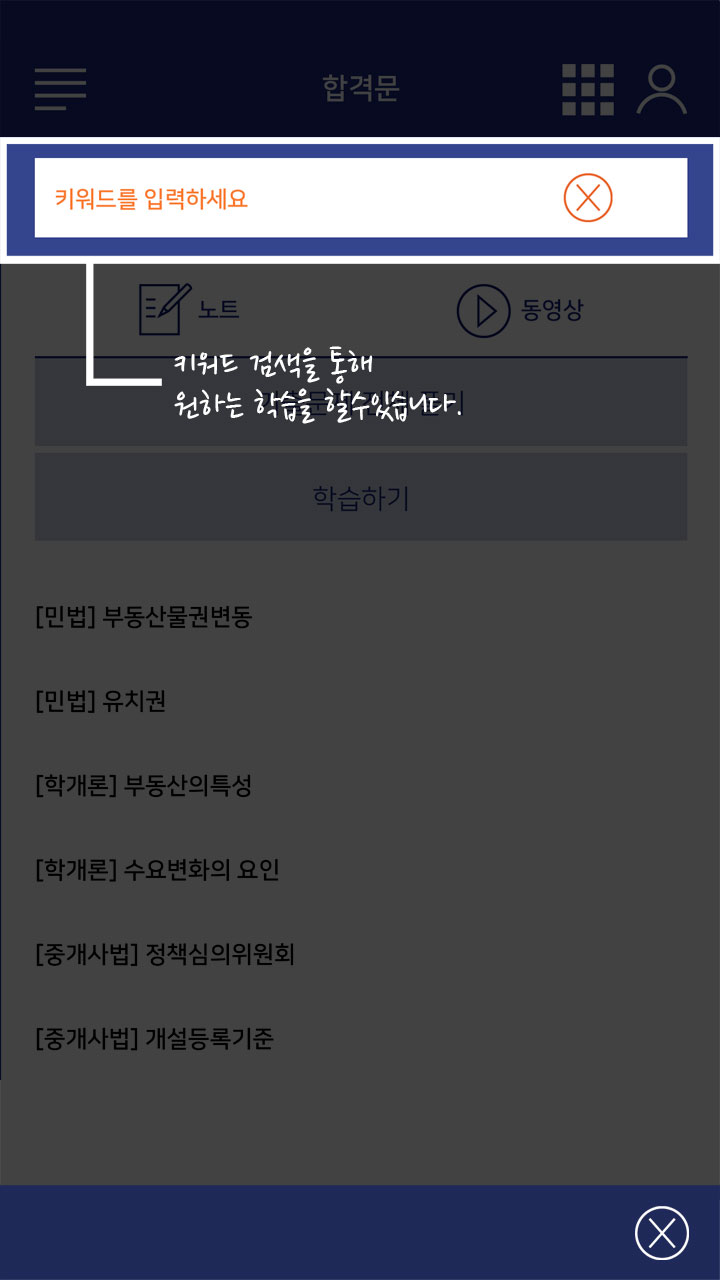 합격문
키워드를 입력하세요
노트
동영상
키워드 검색을 통해
원하는 학습을 할수있습니다.
학습하기
[민법] 부동산물권변동
[민법] 유치권
[학개론] 부동산의특성
[학개론] 수요변화의 요인
[중개사법] 정책심의위원회
[중개사법] 개설등록기준